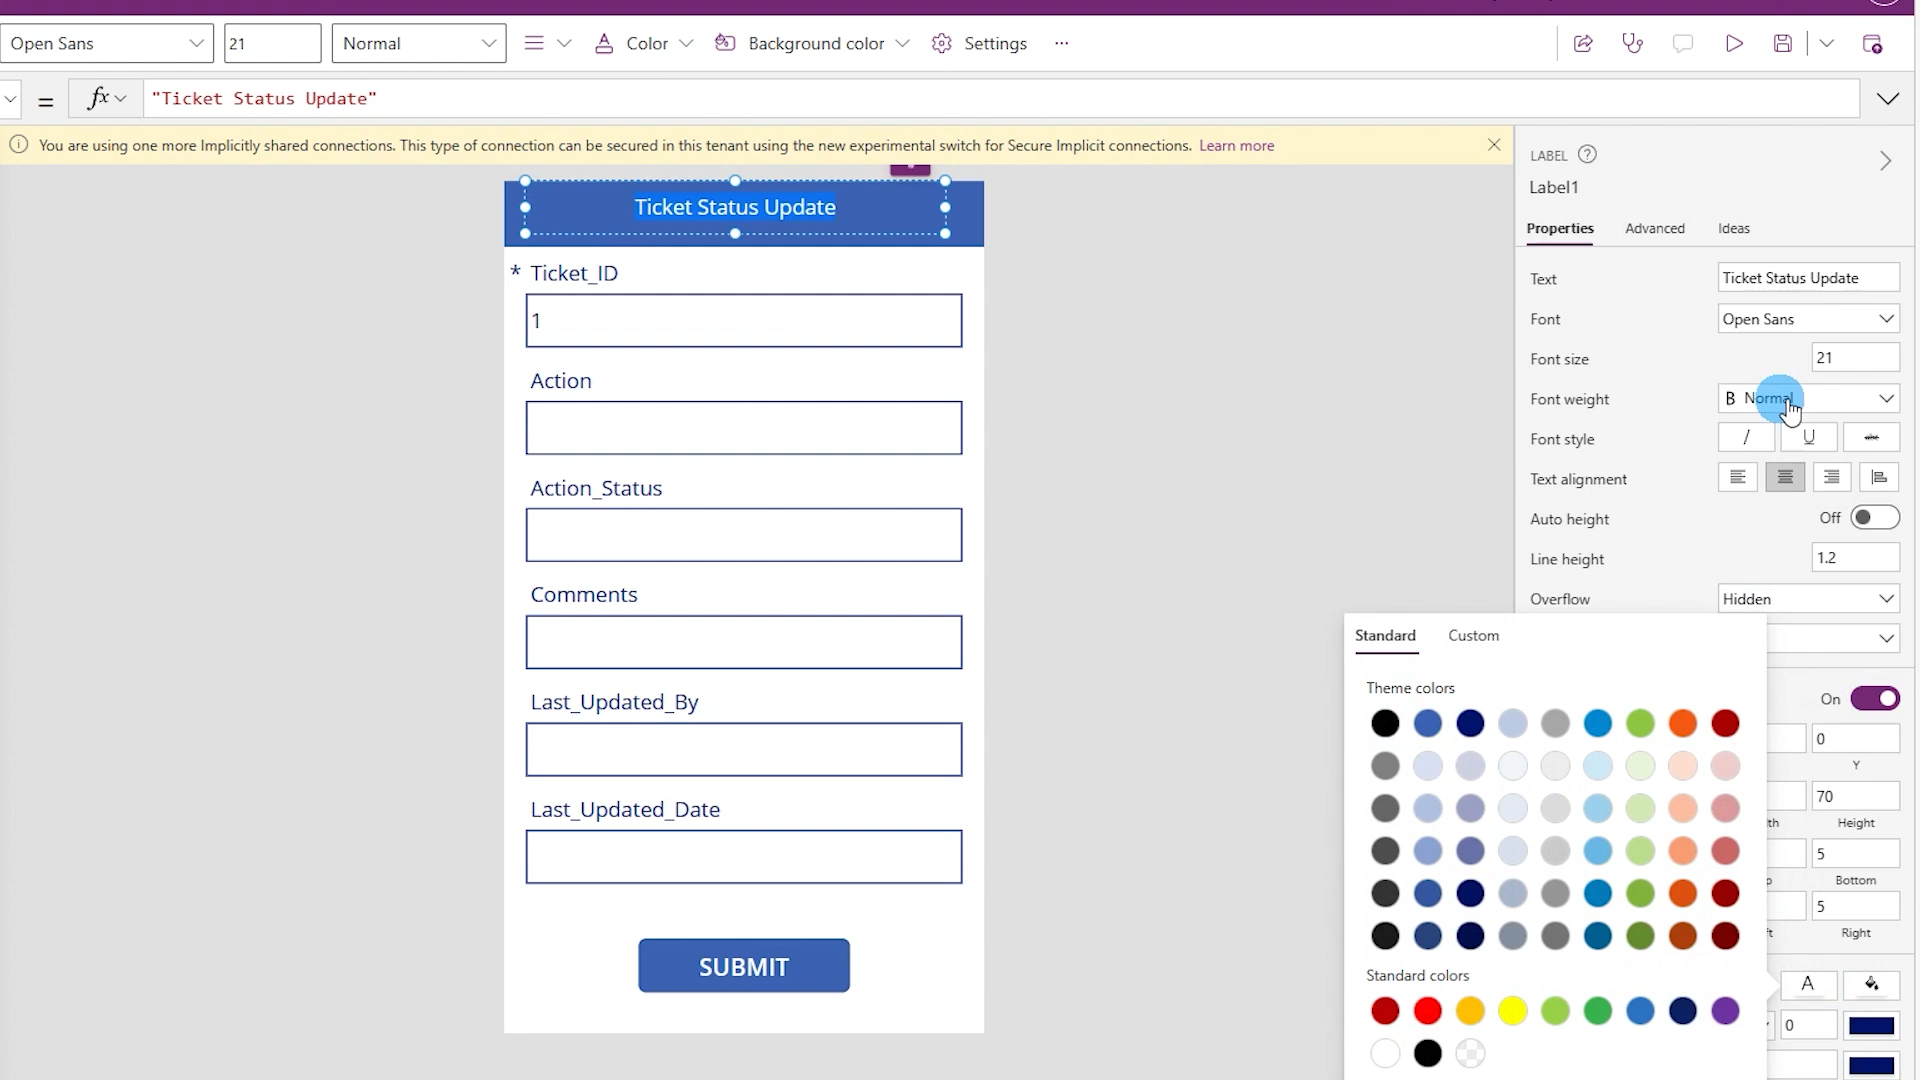 Open Sans
21
Normal
Color
Background color
Settings
...
=
fx
"Ticket Status Update"
You are using one more Implicitly shared connections. This type of connection can be secured in this tenant using the new experimental switch for Secure Implicit connections. Learn more
Ticket Status Update
* Ticket_ID
1
Action
Action_Status
Comments
Last_Updated_By
Last_Updated_Date
SUBMIT
LABEL
?
Label1
Properties
Advanced
Ideas
Text
Ticket Status Update
Font
Open Sans
Font size
21
Font weight
B Normal
Font style
/
U
abc
Text alignment
Auto height
Off
Line height
1.2
Overflow
Hidden
Standard
Custom
Theme colors
Standard colors
On
0
Y
70
Height
5
Bottom
5
Right
A
0